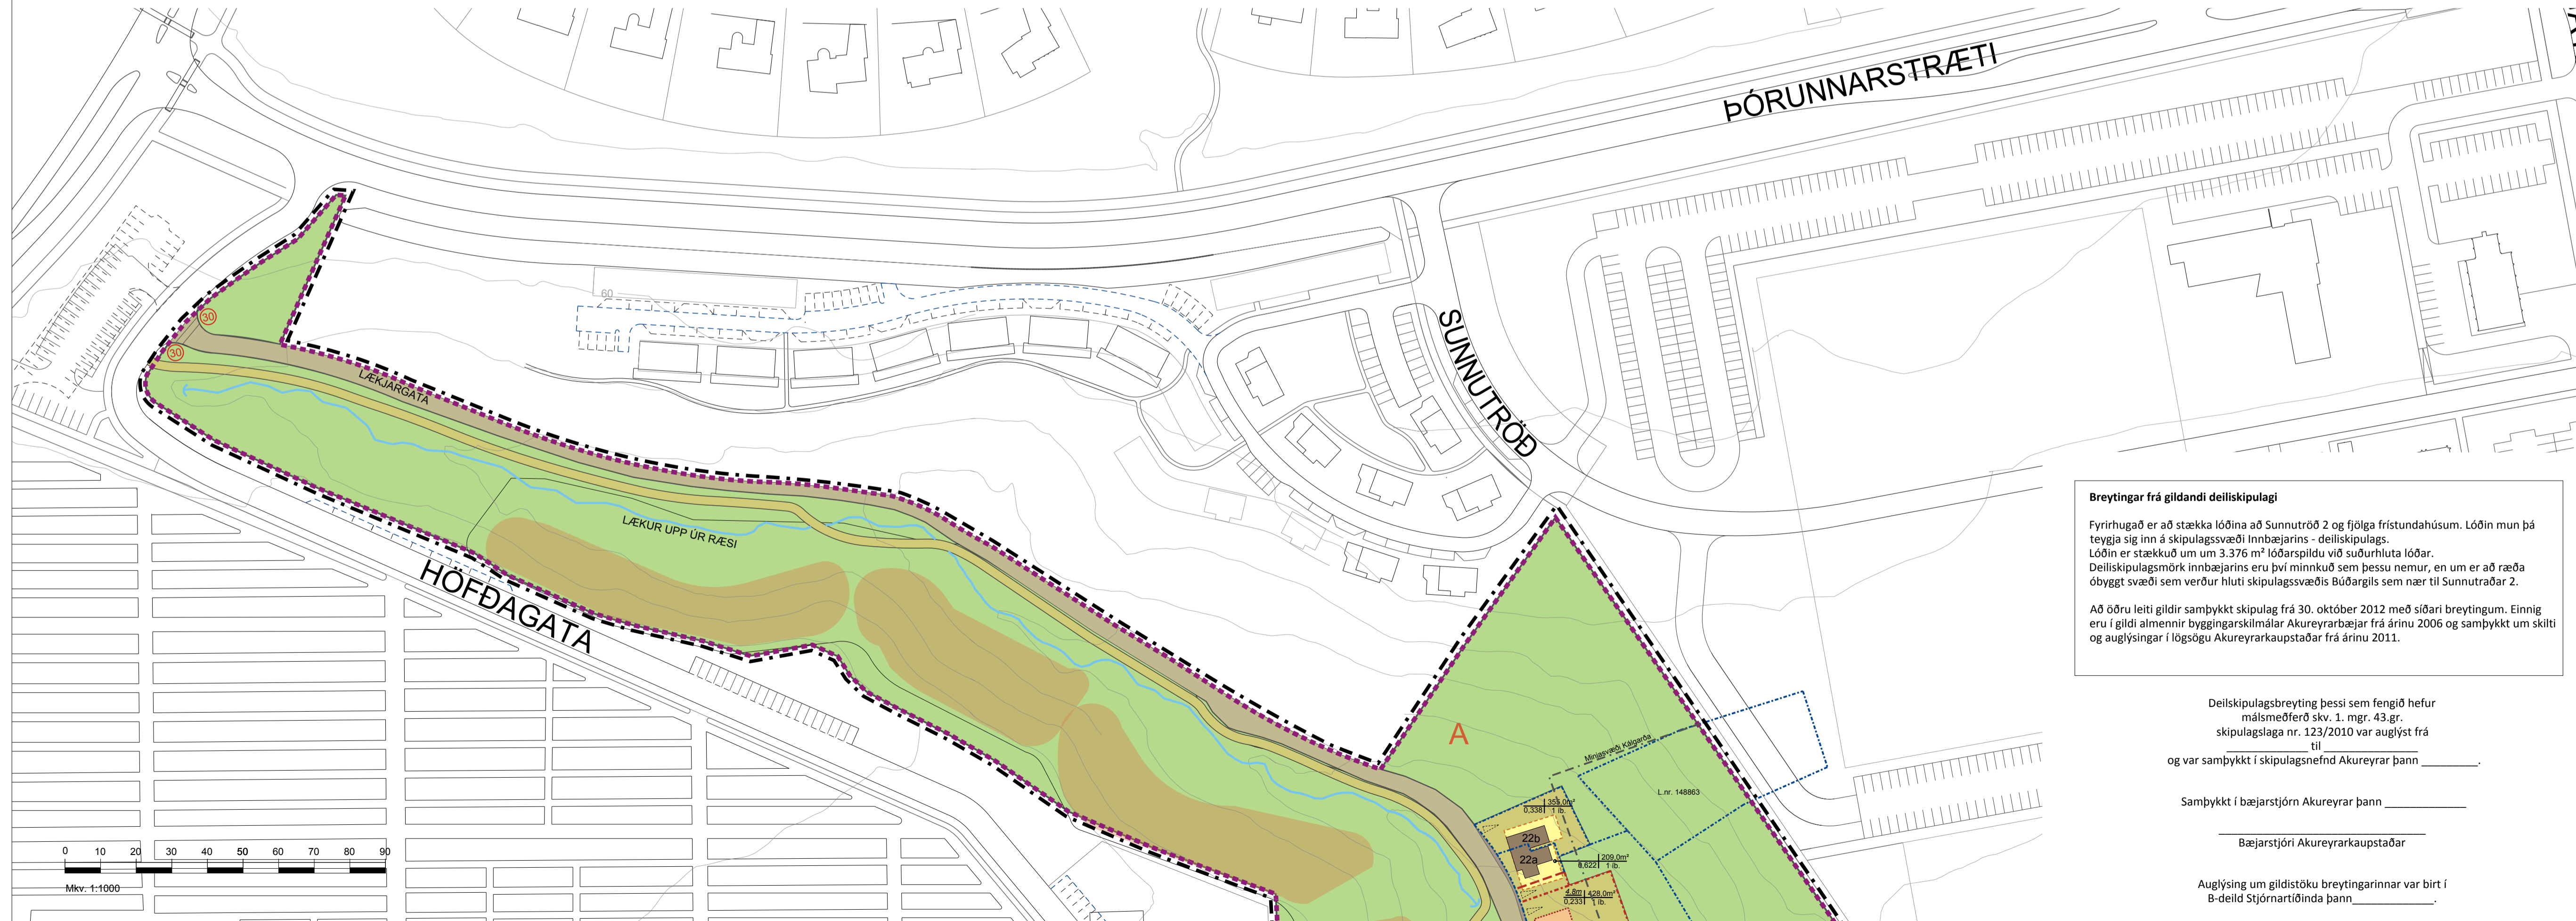 ÞÓRUNNARSTRÆTI
60
SUNNUTRÖÐ
30
30
LÆKJARGATA
LÆKUR UPP ÚR RÆSI
HÖFÐAGATA
A
Minjasvæði Kálgarða
L.nr. 148863
353,0m²
0,338 1 íb.
22b
22a
209,0m²
0,622 1 íb.
4.8m 428,0m²
0,233 1 íb.
0 10 20 30 40 50 60 70 80 90
Mkv. 1:1000
Breytingar frá gildandi deiliskipulagi
Fyrirhugað er að stækka lóðina að Sunnutröð 2 og fjölga frístundahúsum. Lóðin mun þá
teygja sig inn á skipulagssvæði Innbæjarins - deiliskipulags.
Lóðin er stækkuð um um 3.376 m² lóðarspildu við suðurhluta lóðar.
Deiliskipulagsmörk innbæjarins eru því minnkuð sem þessu nemur, en um er að ræða
óbyggt svæði sem verður hluti skipulagssvæðis Búðargils sem nær til Sunnutraðar 2.
Að öðru leiti gildir samþykkt skipulag frá 30. október 2012 með síðari breytingum. Einnig
eru í gildi almennir byggingarskilmálar Akureyrarbæjar frá árinu 2006 og samþykkt um skilti
og auglýsingar í lögsögu Akureyrarkaupstaðar frá árinu 2011.
Deilskipulagsbreyting þessi sem fengið hefur
málsmeðferð skv. 1. mgr. 43.gr.
skipulagslaga nr. 123/2010 var auglýst frá
_____________ til _______________
og var samþykkt í skipulagsnefnd Akureyrar þann _________.
Samþykkt í bæjarstjórn Akureyrar þann _____________
_________________________________
Bæjarstjóri Akureyrarkaupstaðar
Auglýsing um gildistöku breytingarinnar var birt í
B-deild Stjórnartíðinda þann_____________.